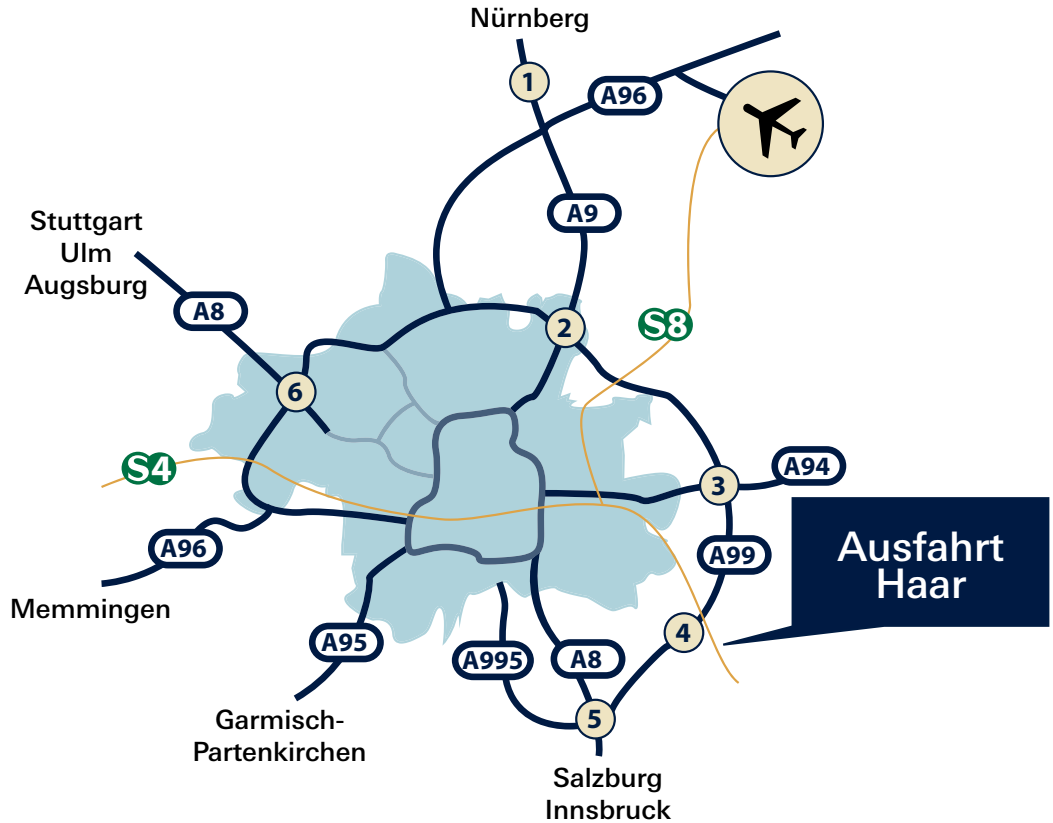 Nürnberg
1
A96
A9
Stuttgart
Ulm
Augsburg
A8
2
S8
6
S4
3
A94
A96
A99
Ausfahrt
Haar
Memmingen
A95
A995
A8
4
5
Garmisch-
Partenkirchen
Salzburg
Innsbruck